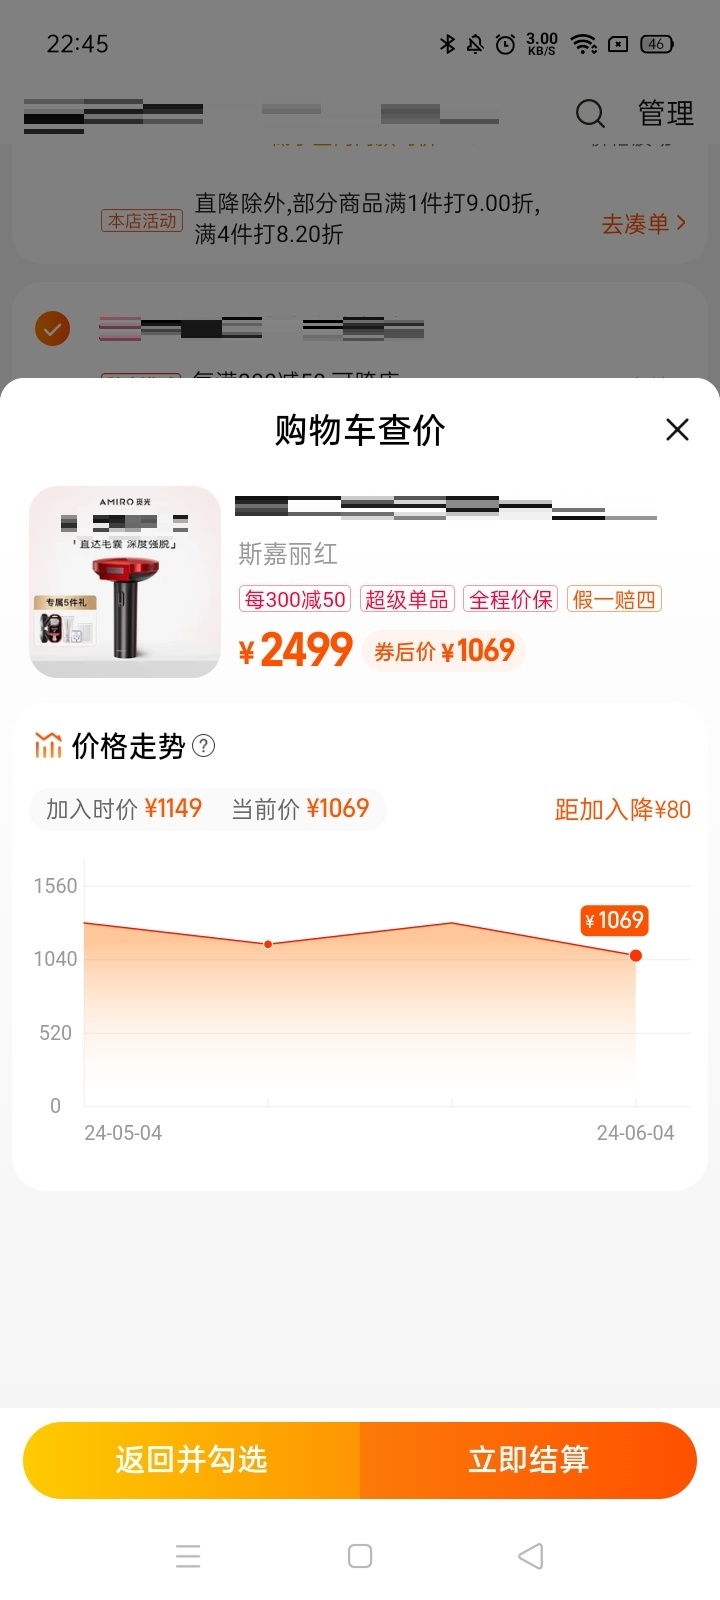 22:45
3.00
KB/S
46
管理
本店活动
直降除外,部分商品满1件打9.00折,
满4件打8.20折
去凑单
购物车查价
AMIRO 觅光
「直达毛囊 深度强脱」
专属5件礼
斯嘉丽红
每300减50 超级单品 全程价保 假一赔四
¥2499 券后价 ¥1069
价格走势 ?
加入时价 ¥1149 当前价 ¥1069
距加入降¥80
1560
¥1069
1040
520
0
24-05-04
24-06-04
返回并勾选
立即结算